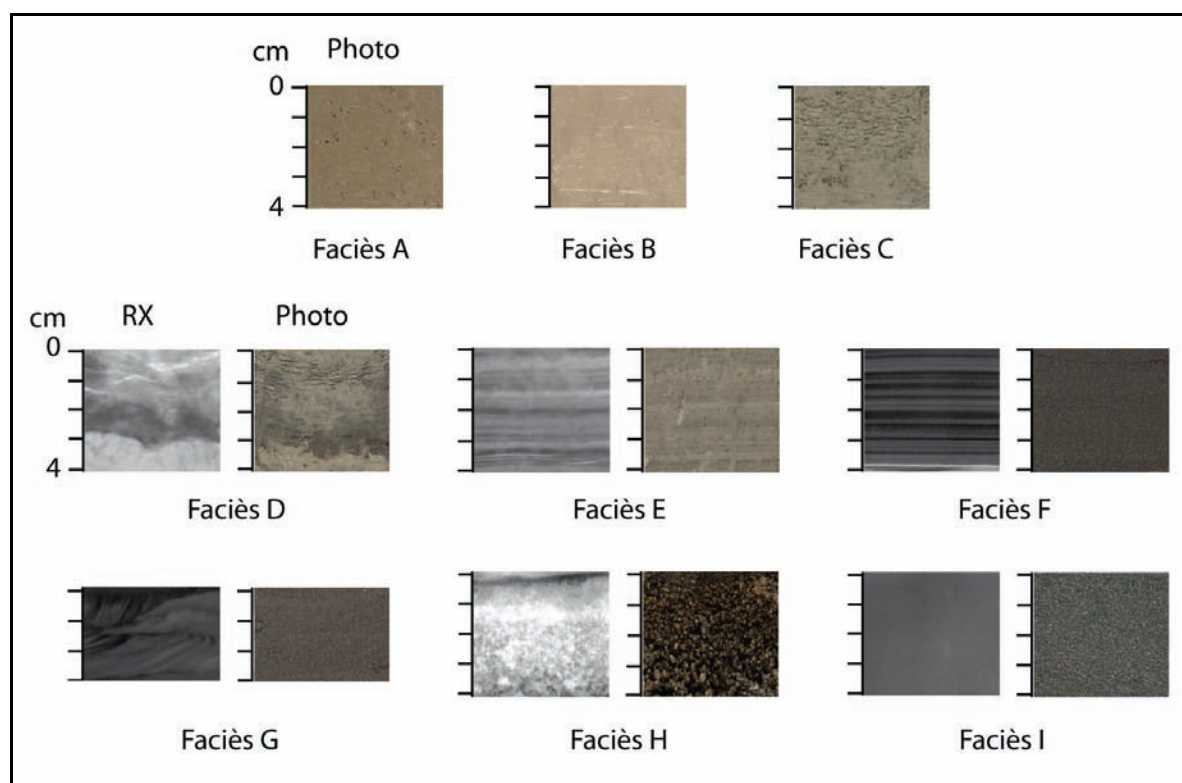 cm Photo
0
4
Faciès A Faciès B Faciès C
cm RX Photo
0
4
Faciès D Faciès E Faciès F
Faciès G Faciès H Faciès I